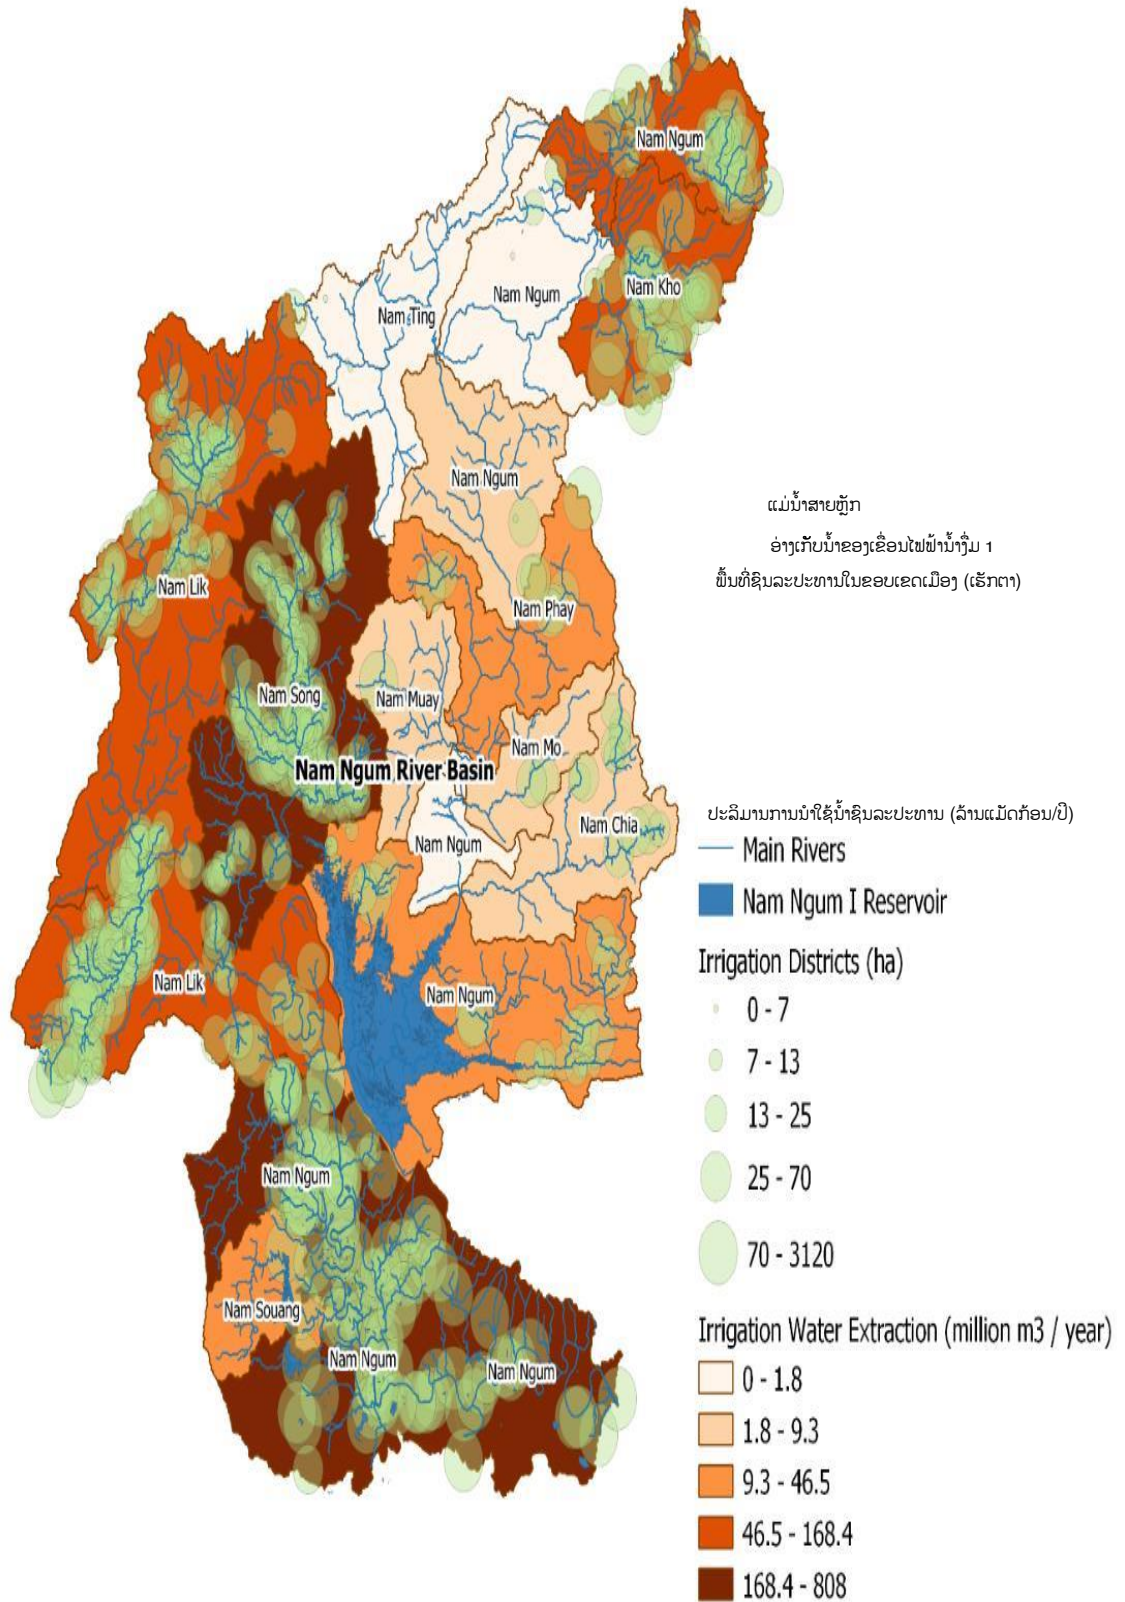 Nam Ngum
Nam Kho
Nam Ngum
Nam Ting
Nam Ngum
ແມ່ນ້ຳສາຍຫຼັກ
ອ່າງເກັບນ້ຳຂອງເຂື່ອນໄຟຟ້ານ້ຳງື່ມ 1
ພື້ນທີ່ຊົນລະປະທານໃນຂອບເຂດເມືອງ (ເຮັກຕາ)
Nam Lik
Nam Phay
Nam Song
Nam Muay
Nam Mo
Nam Ngum River Basin
ປະລິມານການນຳໃຊ້ນ້ຳຊົນລະປະທານ (ລ້ານແມັດກ້ອນ/ປີ)
Nam Chia
Nam Ngum
Main Rivers
Nam Ngum I Reservoir
Irrigation Districts (ha)
Nam Lik
Nam Ngum
0 - 7
7 - 13
13 - 25
25 - 70
Nam Ngum
70 - 3120
Nam Souang
Irrigation Water Extraction (million m3 / year)
Nam Ngum
Nam Ngum
0 - 1.8
1.8 - 9.3
9.3 - 46.5
46.5 - 168.4
168.4 - 808